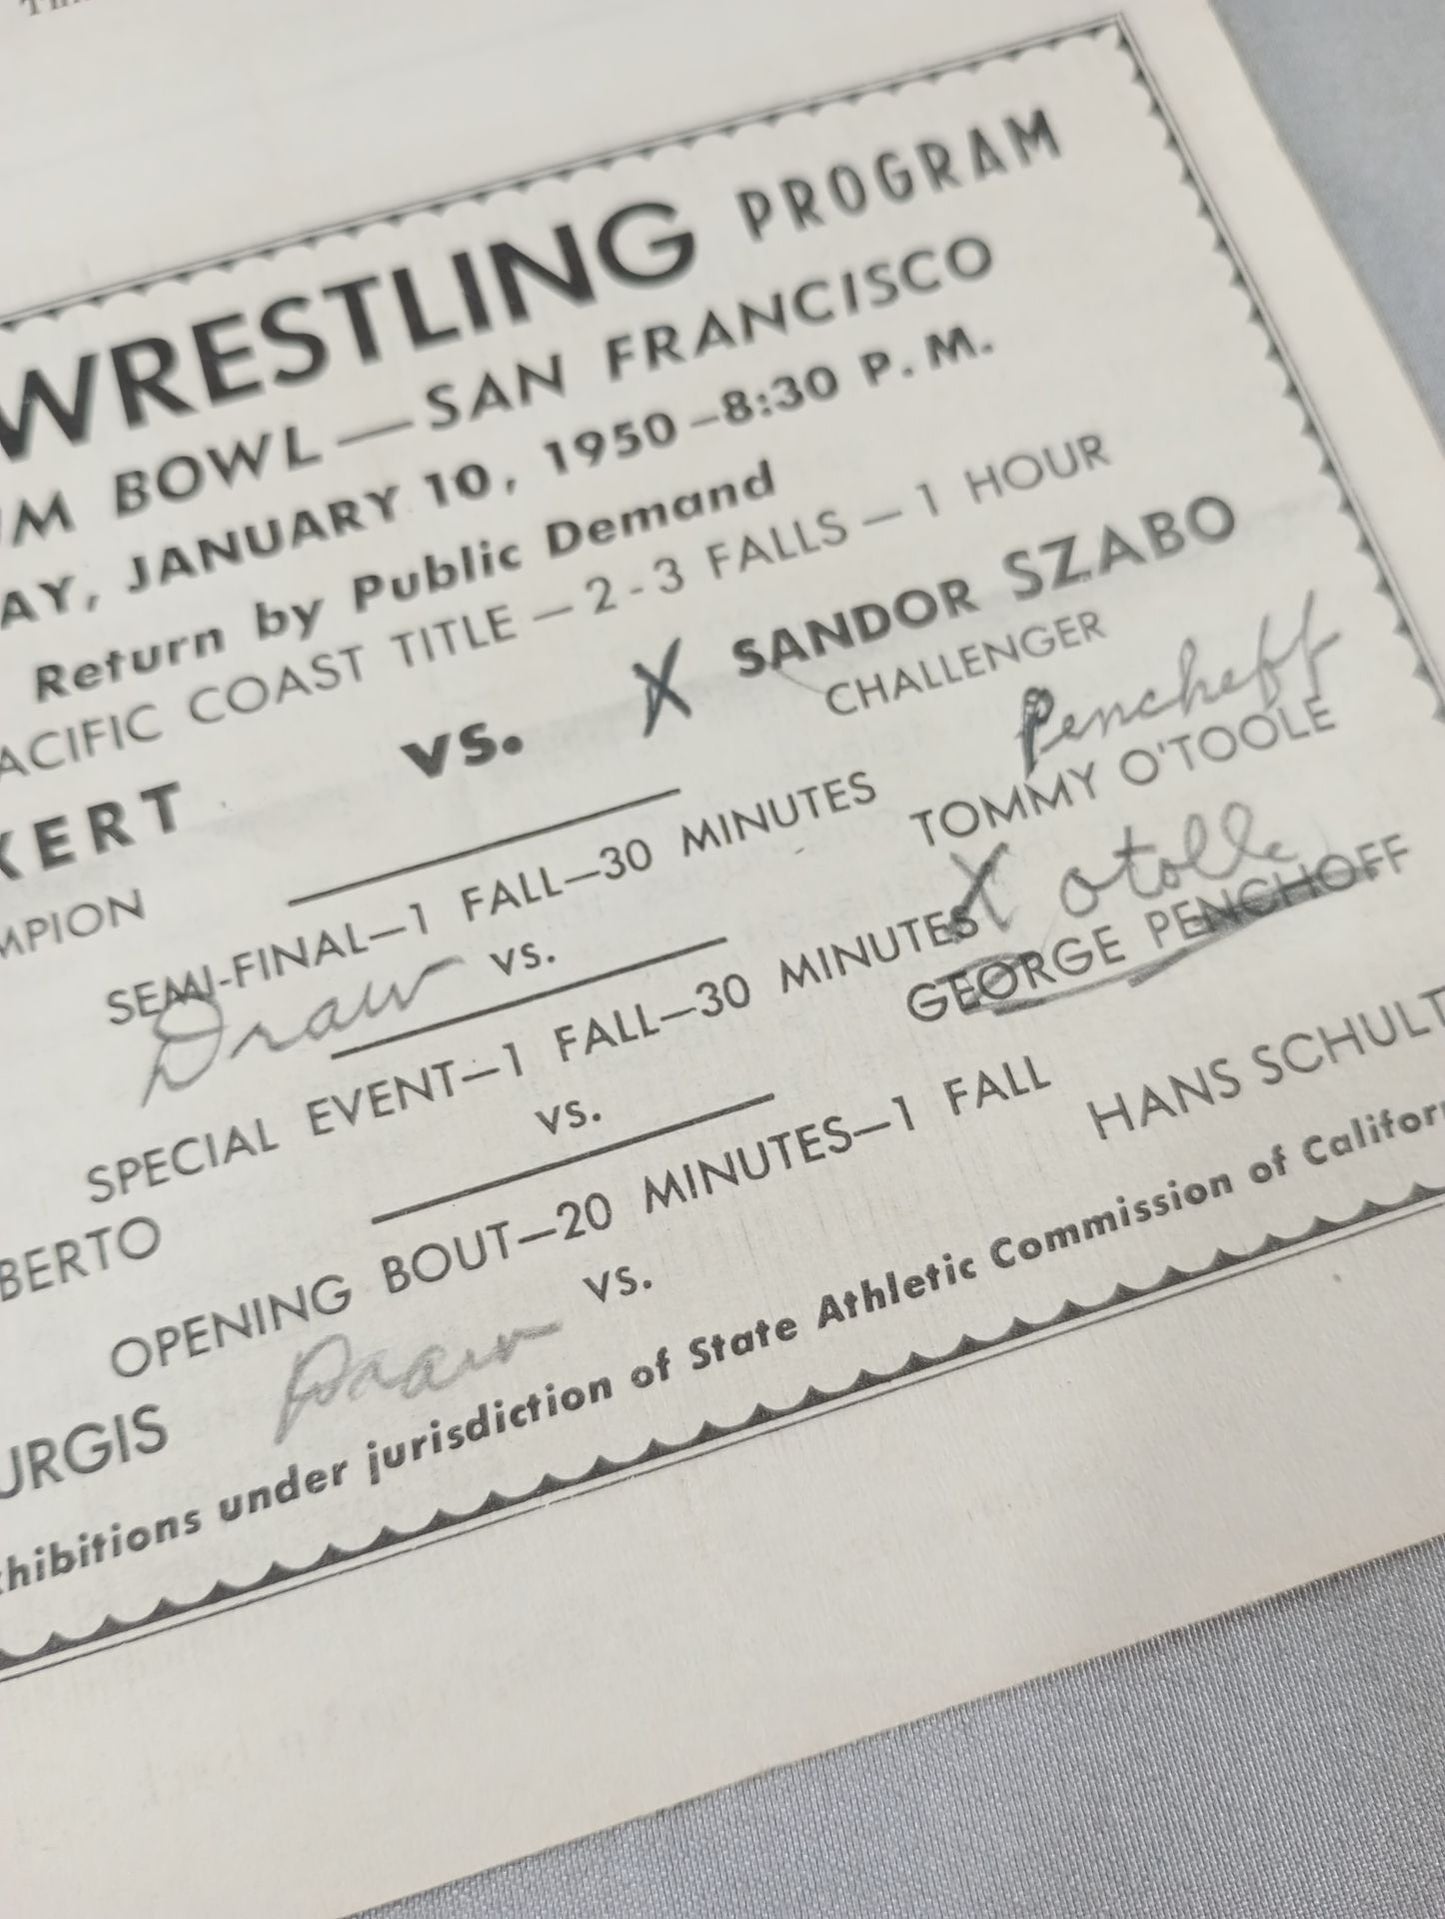 WRESTLING PROGRAM
UM BOWL—SAN FRANCISCO
AY, JANUARY 10, 1950–8:30 P. M.
Return by Public Demand
ACIFIC COAST TITLE — 2-3 FALLS — 1 HOUR
KERT vs. X SANDOR SZABO
MPION CHALLENGER
Pencheff
SEMI-FINAL—1 FALL—30 MINUTES
Draw vs. TOMMY O'TOOLE
X otolle
SPECIAL EVENT—1 FALL—30 MINUTES
BERTO vs. GEORGE PENCHOFF
OPENING BOUT—20 MINUTES—1 FALL
URGIS Draw vs. HANS SCHULT
hibitions under jurisdiction of State Athletic Commission of Califor